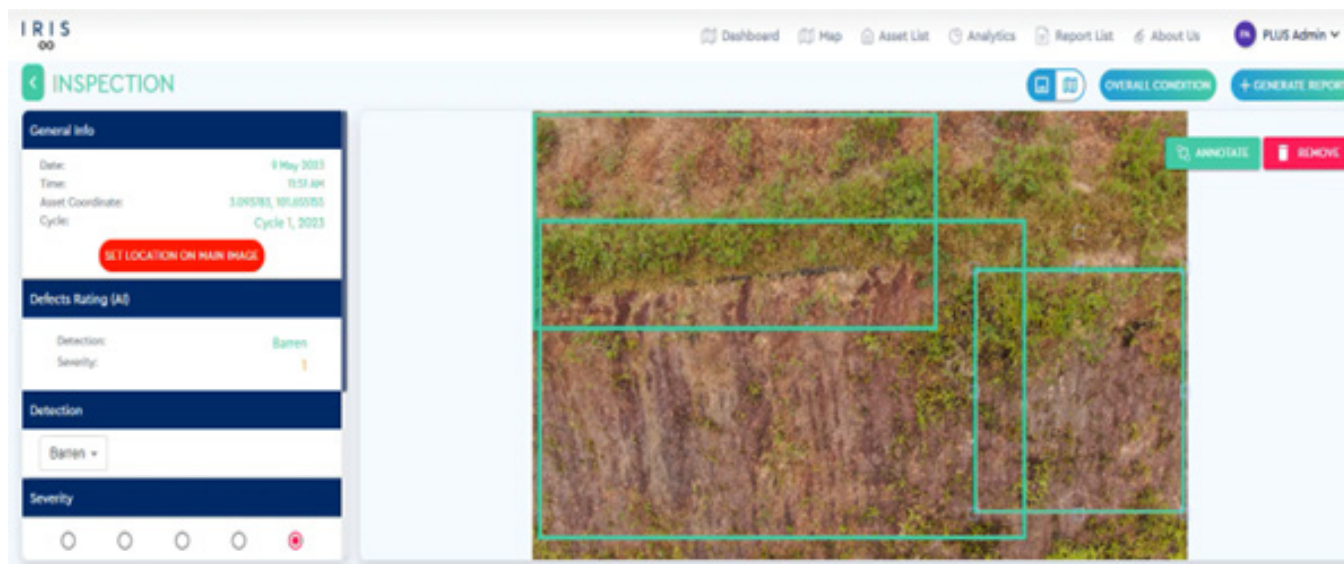 IRIS
Dashboard Map Asset List Analytics Report List About Us PLUS Admin
INSPECTION
OVERALL CONDITION
+ GENERATE REPORT
General Info
Date: 9 May 2023
Time: 11:51 AM
Asset Coordinate:
Cycle: Cycle 1, 2023
SET LOCATION ON MAIN IMAGE
ANNOTATE
REMOVE
Defects Rating (AI)
Detection: Barren
Severity: 1
Detection
Barren
Severity